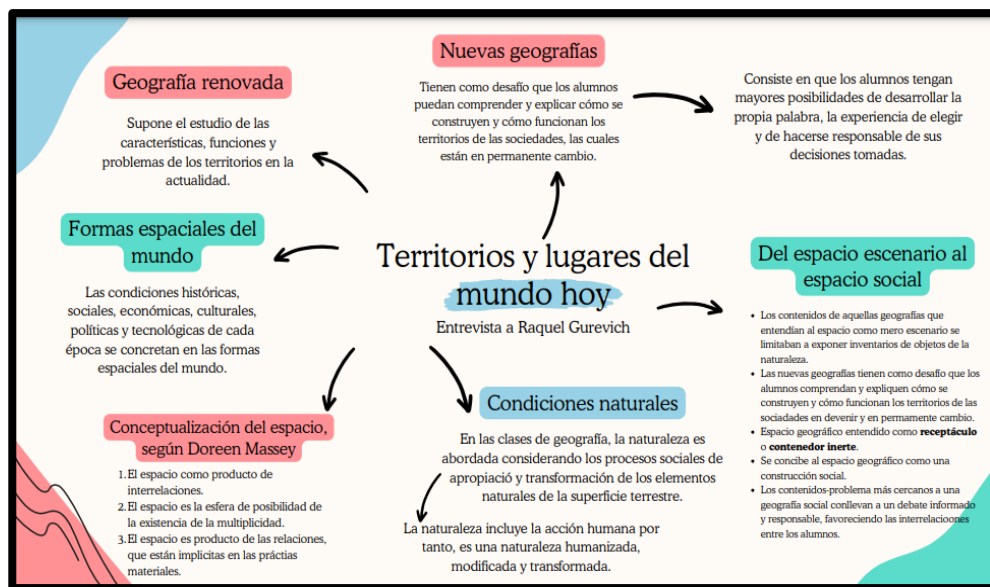 Nuevas geografías
Tienen como desafío que los alumnos
puedan comprender y explicar cómo se
construyen y cómo funcionan los
territorios de las sociedades, las cuales
están en permanente cambio.
Consiste en que los alumnos tengan
mayores posibilidades de desarrollar la
propia palabra, la experiencia de elegir
y de hacerse responsable de sus
decisiones tomadas.
Geografía renovada
Supone el estudio de las
características, funciones y
problemas de los territorios en la
actualidad.
Formas espaciales del
mundo
Las condiciones históricas,
sociales, económicas, culturales,
políticas y tecnológicas de cada
época se concretan en las formas
espaciales del mundo.
Territorios y lugares del
mundo hoy
Entrevista a Raquel Gurevich
Del espacio escenario al
espacio social
• Los contenidos de aquellas geografías que
entendían al espacio como mero escenario se
limitaban a exponer inventarios de objetos de la
naturaleza.
• Las nuevas geografías tienen como desafío que los
alumnos comprendan y expliquen cómo se
construyen y cómo funcionan los territorios de las
sociadades en devenir y en permamente cambio.
• Espacio geográfico entendido como receptáculo
o contenedor inerte.
• Se concibe al espacio geográfico como una
construcción social.
• Los contenidos-problema más cercanos a una
geografía social conllevan a un debate informado
y responsable, favoreciendo las interrelaciones
entre los alumnos.
Conceptualización del espacio,
según Doreen Massey
1. El espacio como producto de
interrelaciones.
2. El espacio es la esfera de posibilidad de
la existencia de la multiplicidad.
3. El espacio es producto de las relaciones,
que están implicitas en las práctias
materiales.
Condiciones naturales
En las clases de geografía, la naturaleza es
abordada considerando los procesos sociales de
apropiació y transformación de los elementos
naturales de la superficie terrestre.
La naturaleza incluye la acción humana por
tanto, es una naturaleza humanizada,
modificada y transformada.